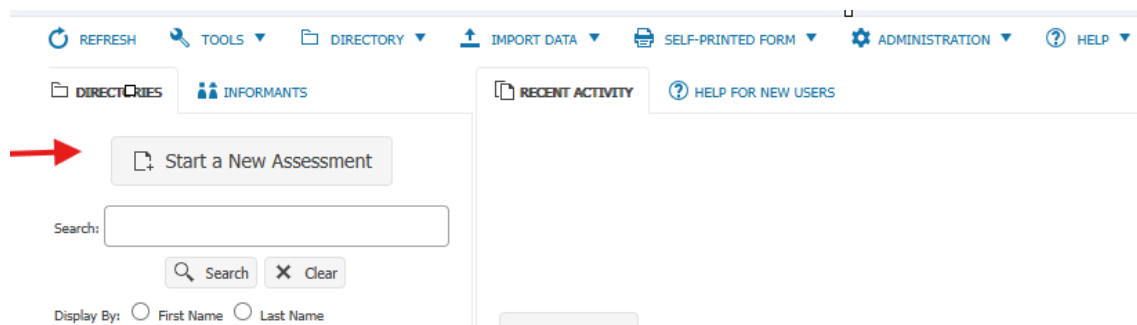 REFRESH TOOLS DIRECTORY IMPORT DATA SELF-PRINTED FORM ADMINISTRATION HELP
DIRECTORIES INFORMANTS RECENT ACTIVITY HELP FOR NEW USERS
Start a New Assessment
Search:
Search Clear
Display By: First Name Last Name